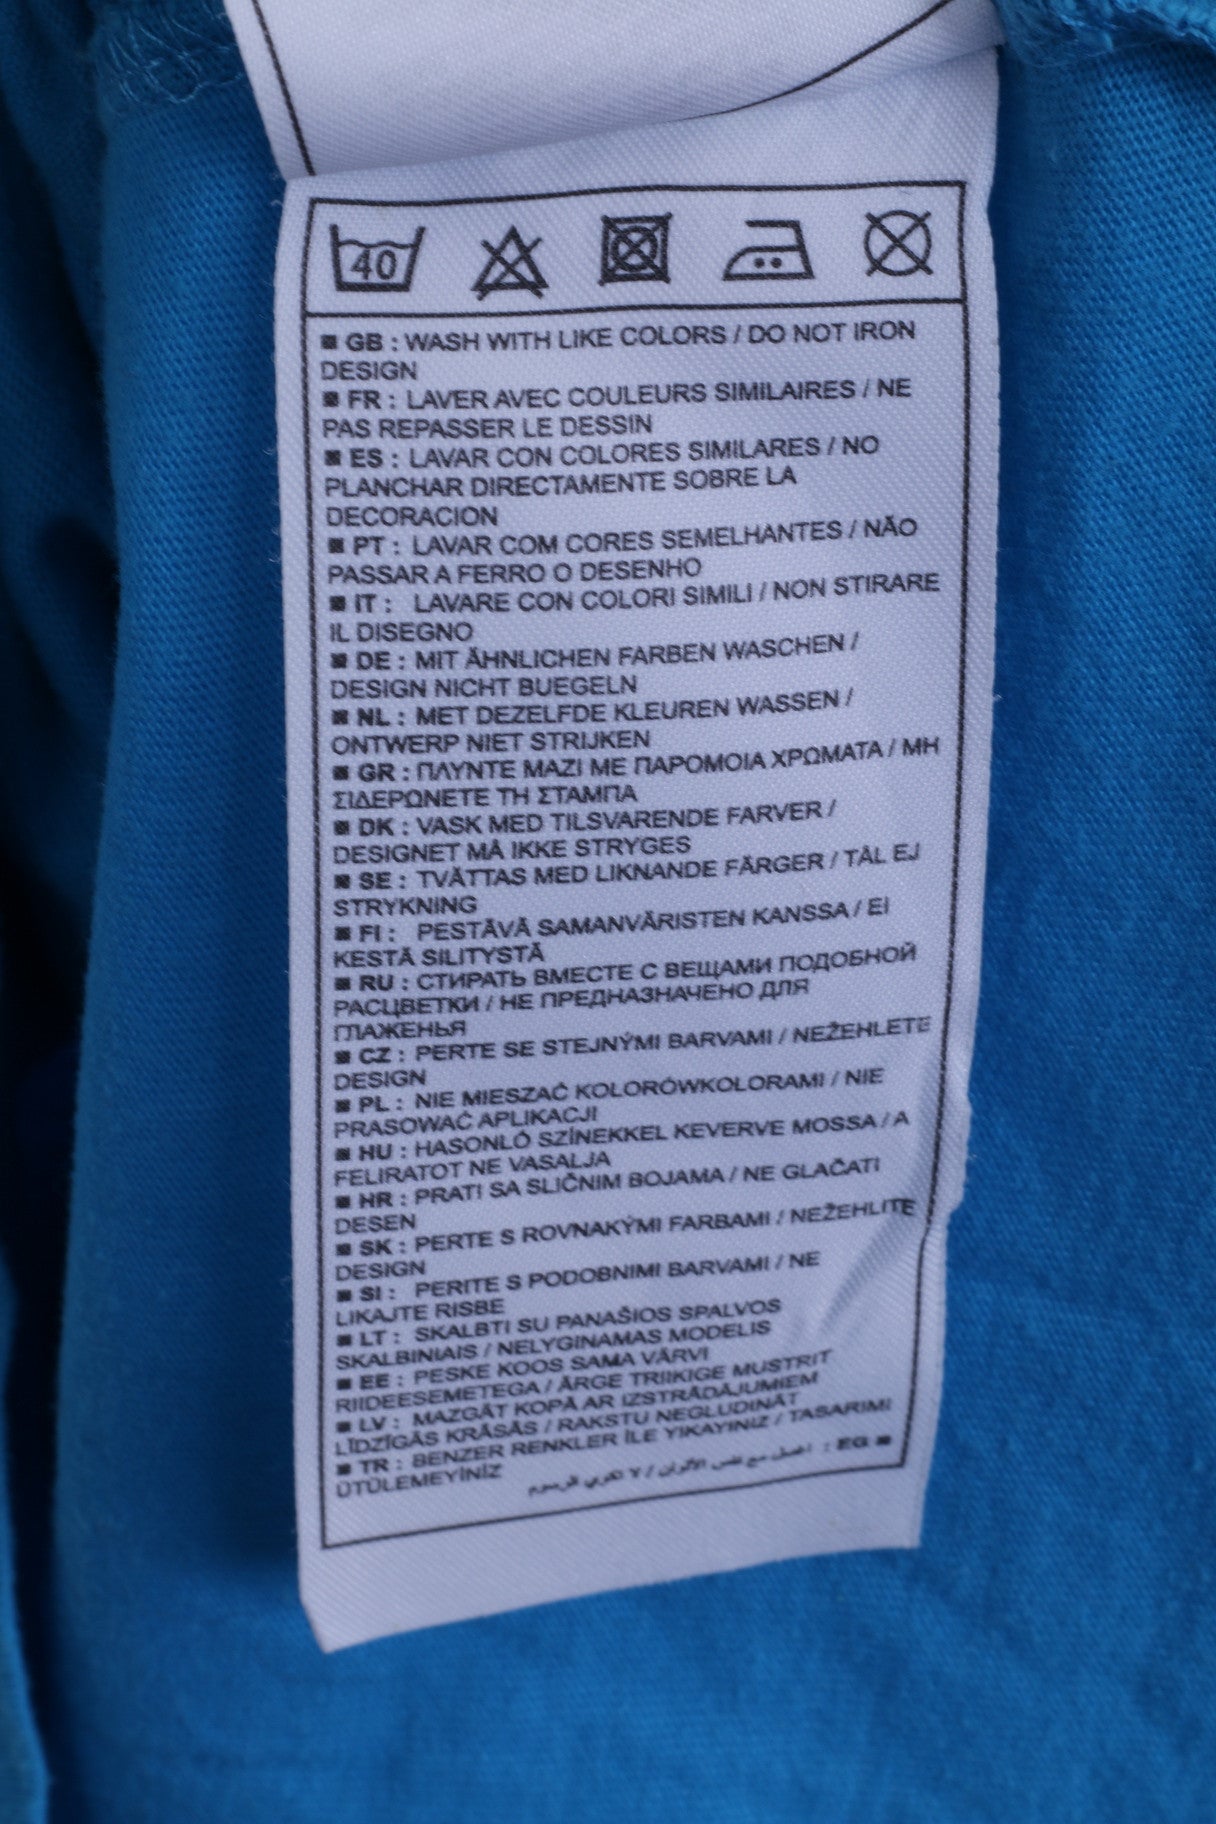 40
■ GB : WASH WITH LIKE COLORS / DO NOT IRON
DESIGN
■ FR : LAVER AVEC COULEURS SIMILAIRES / NE
PAS REPASSER LE DESSIN
■ ES : LAVAR CON COLORES SIMILARES / NO
PLANCHAR DIRECTAMENTE SOBRE LA
DECORACION
■ PT : LAVAR COM CORES SEMELHANTES / NÃO
PASSAR A FERRO O DESENHO
■ IT : LAVARE CON COLORI SIMILI / NON STIRARE
IL DISEGNO
■ DE : MIT ÄHNLICHEN FARBEN WASCHEN /
DESIGN NICHT BUEGELN
■ NL : MET DEZELFDE KLEUREN WASSEN /
ONTWERP NIET STRIJKEN
■ GR : ΠΛΥΝΤΕ ΜΑΖΙ ΜΕ ΠΑΡΟΜΟΙΑ ΧΡΩΜΑΤΑ / ΜΗ
ΣΙΔΕΡΩΝΕΤΕ ΤΗ ΣΤΑΜΠΑ
■ DK : VASK MED TILSVARENDE FARVER /
DESIGNET MÅ IKKE STRYGES
■ SE : TVÄTTAS MED LIKNANDE FÄRGER / TÅL EJ
STRYKNING
■ FI : PESTÄVÄ SAMANVÄRISTEN KANSSA / EI
KESTÄ SILITYSTÄ
■ RU : СТИРАТЬ ВМЕСТЕ С ВЕЩАМИ ПОДОБНОЙ
РАСЦВЕТКИ / НЕ ПРЕДНАЗНАЧЕНО ДЛЯ
ГЛАЖЕНЬЯ
■ CZ : PERTE SE STEJNÝMI BARVAMI / NEŽEHLETE
DESIGN
■ PL : NIE MIESZAĆ KOLORÓWKOLORAMI / NIE
PRASOWAĆ APLIKACJI
■ HU : HASONLÓ SZÍNEKKEL KEVERVE MOSSA / A
FELIRATOT NE VASALJA
■ HR : PRATI SA SLIČNIM BOJAMA / NE GLAČATI
DESEN
■ SK : PERTE S ROVNAKÝMI FARBAMI / NEŽEHLITE
DESIGN
■ SI : PERITE S PODOBNIMI BARVAMI / NE
LIKAJTE RISBE
■ LT : SKALBTI SU PANAŠIOS SPALVOS
SKALBINIAIS / NELYGINAMAS MODELIS
■ EE : PESKE KOOS SAMA VÄRVI
RIIDEESEMETEGA / ÄRGE TRIIKIGE MUSTRIT
■ LV : MAZGĀT KOPĀ AR IZSTRĀDĀJUMIEM
LĪDZĪGĀS KRĀSĀS / RAKSTU NEGLUDINĀT
■ TR : BENZER RENKLER İLE YIKAYINIZ / TASARIMI
ÜTÜLEMEYİNİZ
■ EG : اغسل مع نفس الألوان / لا تكوي الرسوم